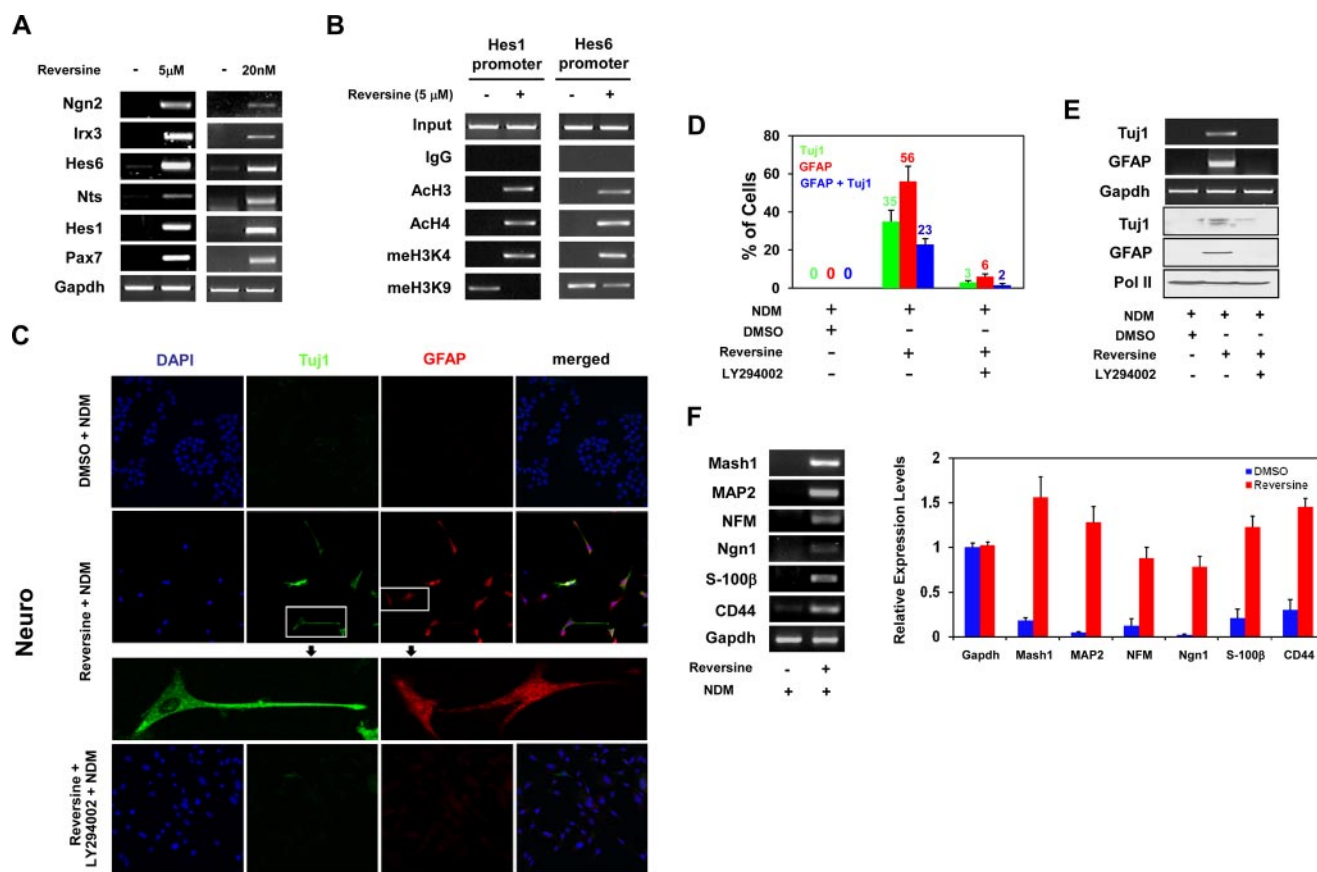 A
Reversine - 5μM - 20nM
Ngn2
Irx3
Hes6
Nts
Hes1
Pax7
Gapdh
B
Hes1 promoter
Hes6 promoter
Reversine (5 μM) - + - +
Input
IgG
AcH3
AcH4
meH3K4
meH3K9
C
DAPI Tuj1 GFAP merged
Neuro
DMSO + NDM
Reversine + NDM
Reversine +
LY294002 + NDM
D
% of Cells
80
60
40
20
0
Tuj1
GFAP
GFAP + Tuj1
0 0 0
35 56 23
3 6 2
NDM + + +
DMSO + - -
Reversine - + +
LY294002 - - +
E
Tuj1
GFAP
Gapdh
Tuj1
GFAP
Pol II
NDM + + +
DMSO + - -
Reversine - + +
LY294002 - - +
F
Mash1
MAP2
NFM
Ngn1
S-100β
CD44
Gapdh
Reversine - +
NDM + +
Relative Expression Levels
2
1.5
1
0.5
0
DMSO
Reversine
Gapdh Mash1 MAP2 NFM Ngn1 S-100β CD44